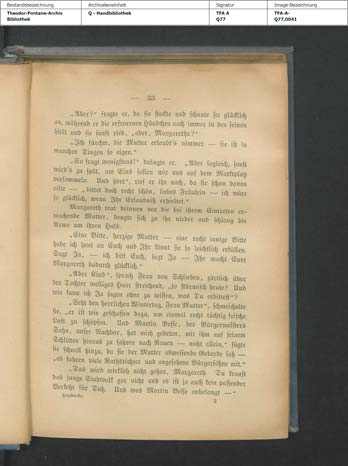 Bestandsbezeichnung Archivalieneinheit Signatur Image-Bezeichnung
Theodor-Fontane-Archiv Q - Handbibliothek TFA A TFA-A-
Bibliothek Q77 Q77,0041
— 33 —
„Aber?“ fragte er, da sie stockte und schaute sie glücklich
an, während er die erfrorenen Händchen noch immer in den seinen
hielt und sie sanft rieb, „aber, Margaretha?“
„Ich fürchte, die Mutter erlaubt's nimmer — sie ist in
manchen Dingen so eigen.“
„So fragt wenigstens!“ drängte er. „Aber sogleich, sonst
wird's zu spät, um Eins sollen wir uns auf dem Marktplatz
versammeln. Und hört“, rief er ihr nach, da sie schon davon
eilte — „bittet doch recht schön, liebes Fräulein — ich wäre
so glücklich, wenn Ihr Erlaubniß erhieltet.“
Margareth trat drinnen vor die bei ihrem Eintreten er-
wachende Mutter, beugte sich zu ihr nieder und schlang die
Arme um ihren Hals.
„Eine Bitte, herzige Mutter — eine recht innige Bitte
habe ich heut an Euch und Ihr könnt sie so leichtlich erfüllen.
Sagt Ja, — ich bitt Euch, sagt Ja — Ihr macht Eure
Margareth dadurch glücklich.“
„Aber Kind“, sprach Frau von Schlieben, zärtlich über
der Tochter welliges Haar streichend, „so stürmisch heute? Und
wie kann ich Ja sagen ohne zu wissen, was Du erbittest?“
„Seht den herrlichen Wintertag, Frau Mutter“, schmeichelte
sie, „er ist wie geschaffen dazu, um einmal recht tüchtig frische
Luft zu schöpfen. Und Martin Besse, des Bürgermeisters
Sohn, unser Nachbar, hat mich gebeten, mit ihm auf seinem
Schlitten hinaus zu fahren nach Rauen — nicht allein,“ fügte
sie schnell hinzu, da sie der Mutter abweisende Geberde sah —
„es fahren viele Rathstöchter und angesehene Bürgersöhne mit.“
„Das wird wirklich nicht gehen, Margareth. Du kennst
das junge Stadtvolk gar nicht und es ist ja auch kein passender
Verkehr für Dich. Und was Martin Besse anbelangt —“
3